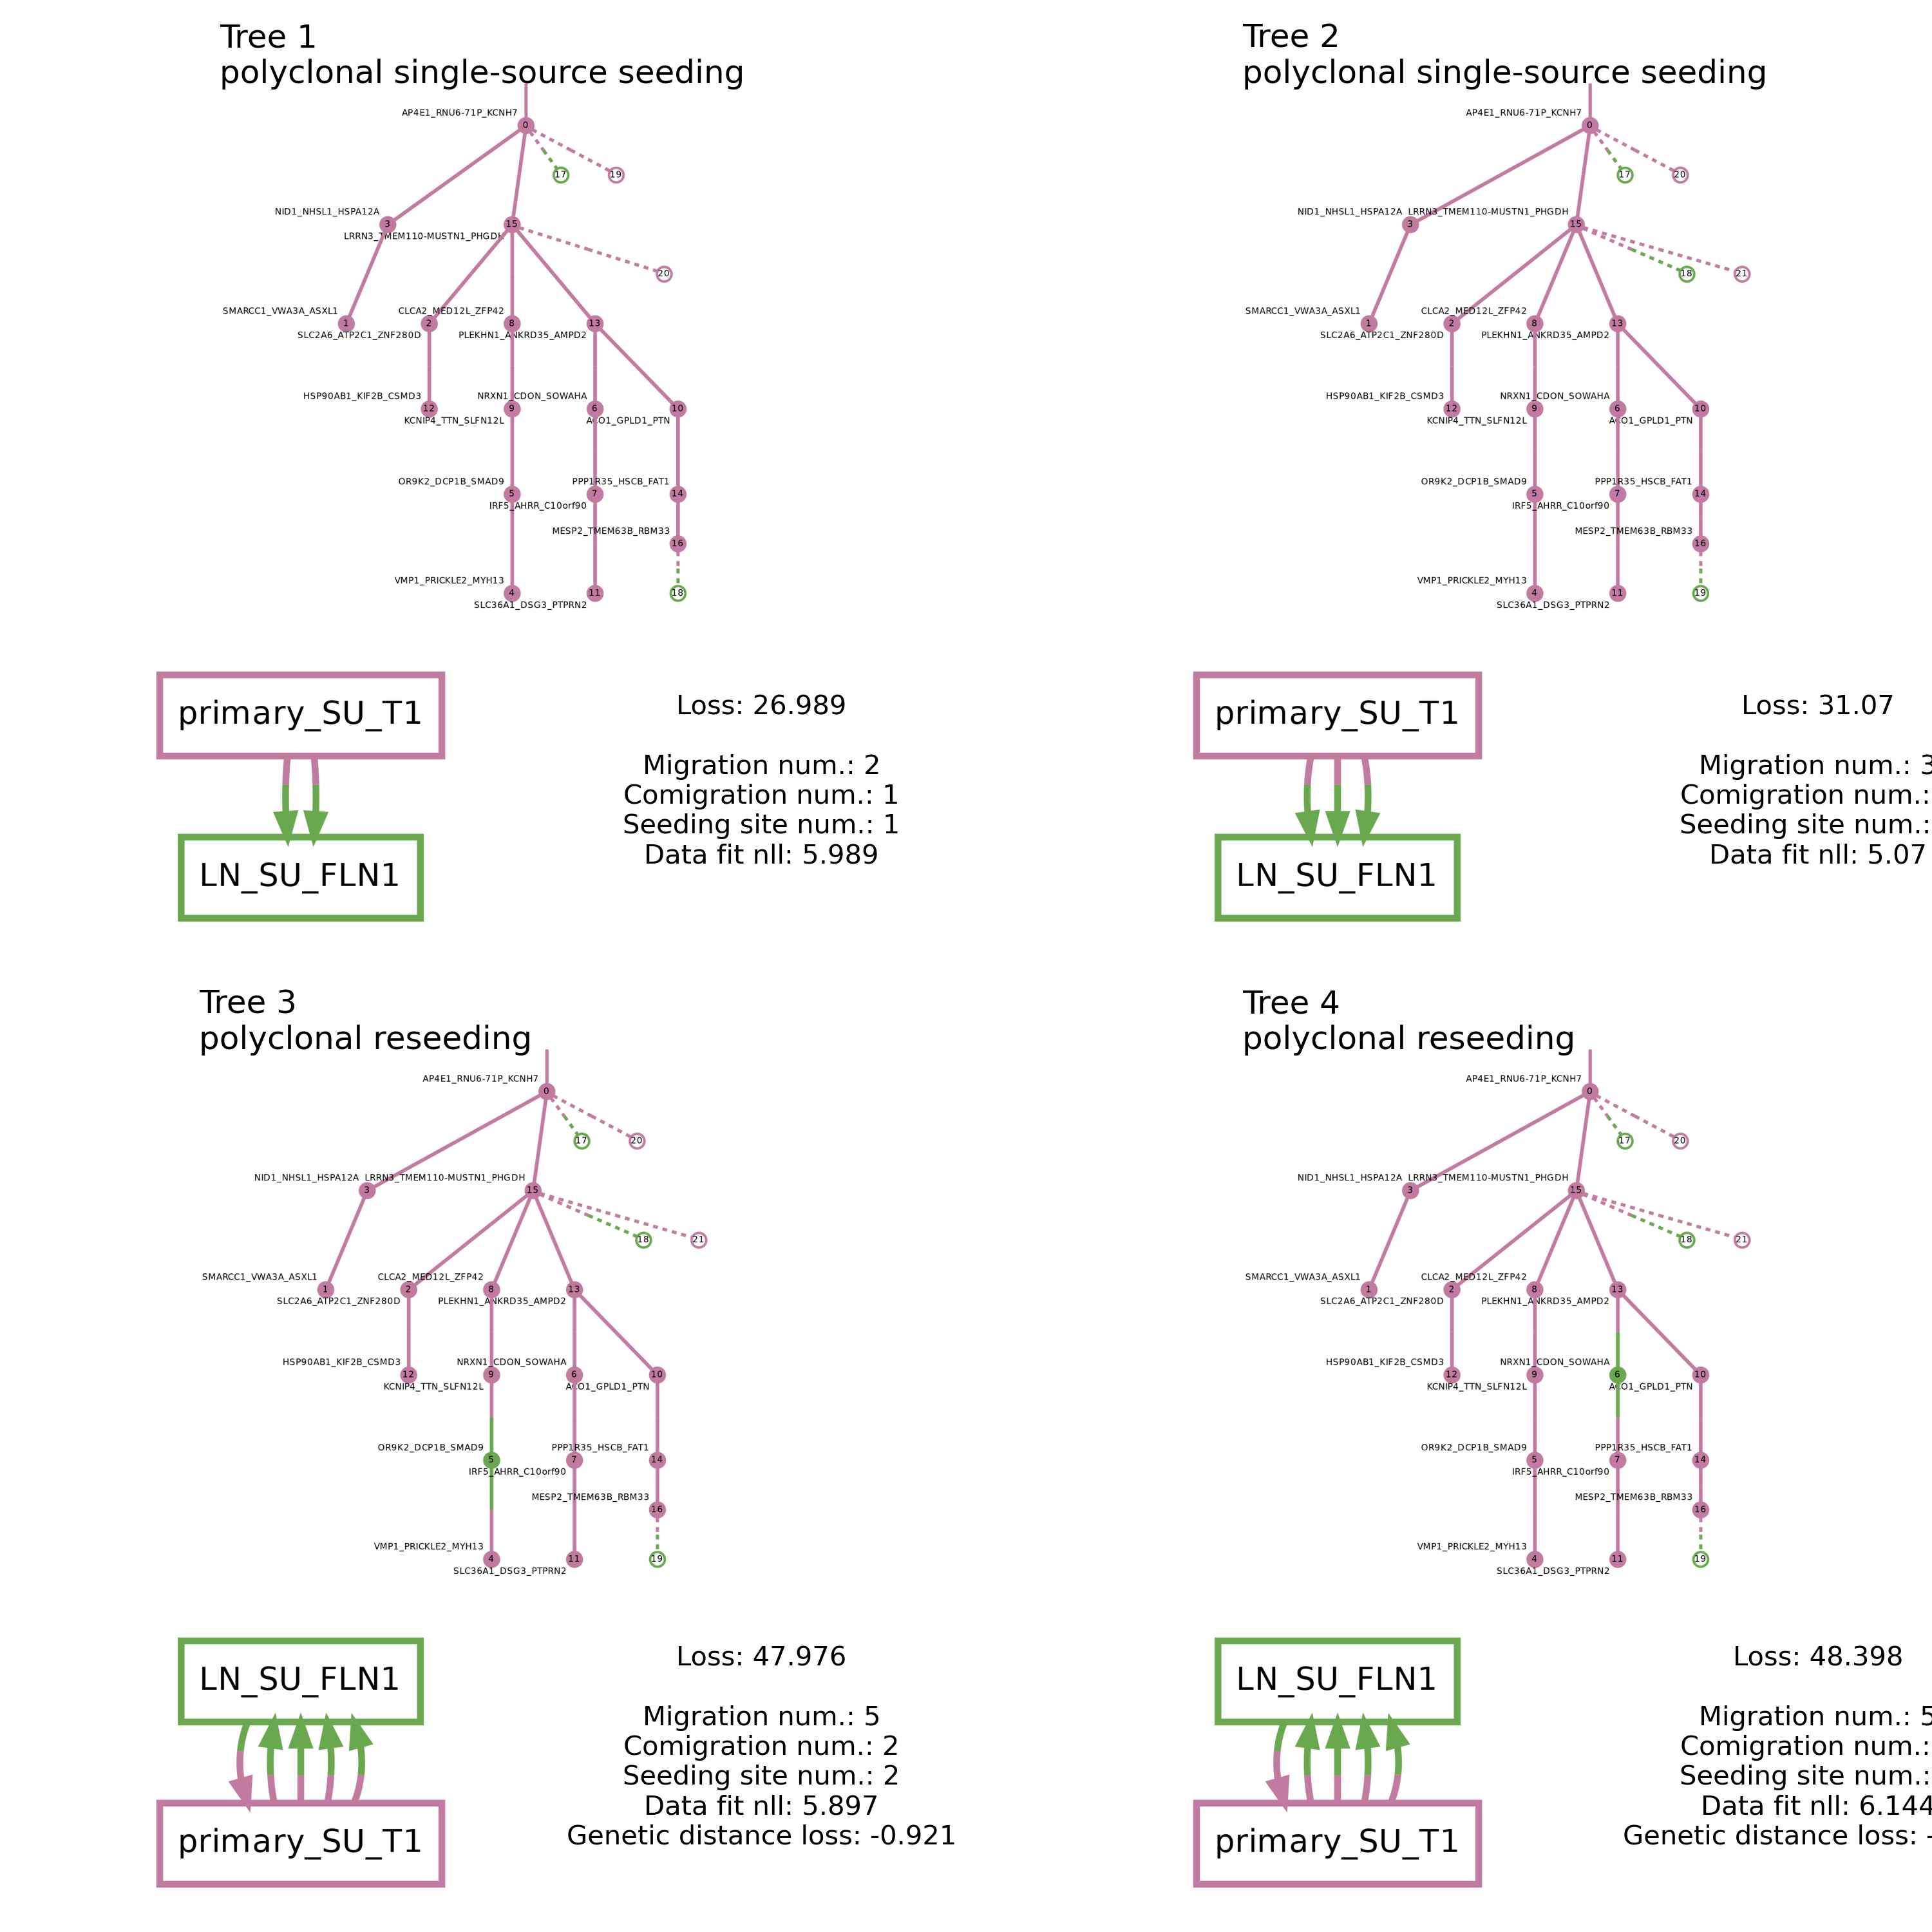 Tree 1
polyclonal single-source seeding
AP4E1_RNU6-71P_KCNH7
0
17
19
NID1_NHSL1_HSPA12A
3
15
LRRN3_TMEM110-MUSTN1_PHGDH
20
SMARCC1_VWA3A_ASXL1
CLCA2_MED12L_ZFP42
1
2
8
13
SLC2A6_ATP2C1_ZNF280D
PLEKHN1_ANKRD35_AMPD2
HSP90AB1_KIF2B_CSMD3
NRXN1_CDON_SOWAHA
12
9
6
10
KCNIP4_TTN_SLFN12L
ACO1_GPLD1_PTN
OR9K2_DCP1B_SMAD9
PPP1R35_HSCB_FAT1
5
7
14
IRF5_AHRR_C10orf90
MESP2_TMEM63B_RBM33
16
VMP1_PRICKLE2_MYH13
4
11
18
SLC36A1_DSG3_PTPRN2
primary_SU_T1
LN_SU_FLN1
Loss: 26.989
Migration num.: 2
Comigration num.: 1
Seeding site num.: 1
Data fit nll: 5.989
Tree 2
polyclonal single-source seeding
AP4E1_RNU6-71P_KCNH7
0
17
20
NID1_NHSL1_HSPA12A
LRRN3_TMEM110-MUSTN1_PHGDH
3
15
18
21
SMARCC1_VWA3A_ASXL1
CLCA2_MED12L_ZFP42
1
2
8
13
SLC2A6_ATP2C1_ZNF280D
PLEKHN1_ANKRD35_AMPD2
HSP90AB1_KIF2B_CSMD3
NRXN1_CDON_SOWAHA
12
9
6
10
KCNIP4_TTN_SLFN12L
ACO1_GPLD1_PTN
OR9K2_DCP1B_SMAD9
PPP1R35_HSCB_FAT1
5
7
14
IRF5_AHRR_C10orf90
MESP2_TMEM63B_RBM33
16
VMP1_PRICKLE2_MYH13
4
11
19
SLC36A1_DSG3_PTPRN2
primary_SU_T1
LN_SU_FLN1
Loss: 31.07
Migration num.: 3
Comigration num.:
Seeding site num.:
Data fit nll: 5.07
Tree 3
polyclonal reseeding
AP4E1_RNU6-71P_KCNH7
0
17
20
NID1_NHSL1_HSPA12A
LRRN3_TMEM110-MUSTN1_PHGDH
3
15
18
21
SMARCC1_VWA3A_ASXL1
CLCA2_MED12L_ZFP42
1
2
8
13
SLC2A6_ATP2C1_ZNF280D
PLEKHN1_ANKRD35_AMPD2
HSP90AB1_KIF2B_CSMD3
NRXN1_CDON_SOWAHA
12
9
6
10
KCNIP4_TTN_SLFN12L
ACO1_GPLD1_PTN
OR9K2_DCP1B_SMAD9
PPP1R35_HSCB_FAT1
5
7
14
IRF5_AHRR_C10orf90
MESP2_TMEM63B_RBM33
16
VMP1_PRICKLE2_MYH13
4
11
19
SLC36A1_DSG3_PTPRN2
LN_SU_FLN1
primary_SU_T1
Loss: 47.976
Migration num.: 5
Comigration num.: 2
Seeding site num.: 2
Data fit nll: 5.897
Genetic distance loss: -0.921
Tree 4
polyclonal reseeding
AP4E1_RNU6-71P_KCNH7
0
17
20
NID1_NHSL1_HSPA12A
LRRN3_TMEM110-MUSTN1_PHGDH
3
15
18
21
SMARCC1_VWA3A_ASXL1
CLCA2_MED12L_ZFP42
1
2
8
13
SLC2A6_ATP2C1_ZNF280D
PLEKHN1_ANKRD35_AMPD2
HSP90AB1_KIF2B_CSMD3
NRXN1_CDON_SOWAHA
12
9
6
10
KCNIP4_TTN_SLFN12L
ACO1_GPLD1_PTN
OR9K2_DCP1B_SMAD9
PPP1R35_HSCB_FAT1
5
7
14
IRF5_AHRR_C10orf90
MESP2_TMEM63B_RBM33
16
VMP1_PRICKLE2_MYH13
4
11
19
SLC36A1_DSG3_PTPRN2
LN_SU_FLN1
primary_SU_T1
Loss: 48.398
Migration num.: 5
Comigration num.:
Seeding site num.:
Data fit nll: 6.144
Genetic distance loss: -